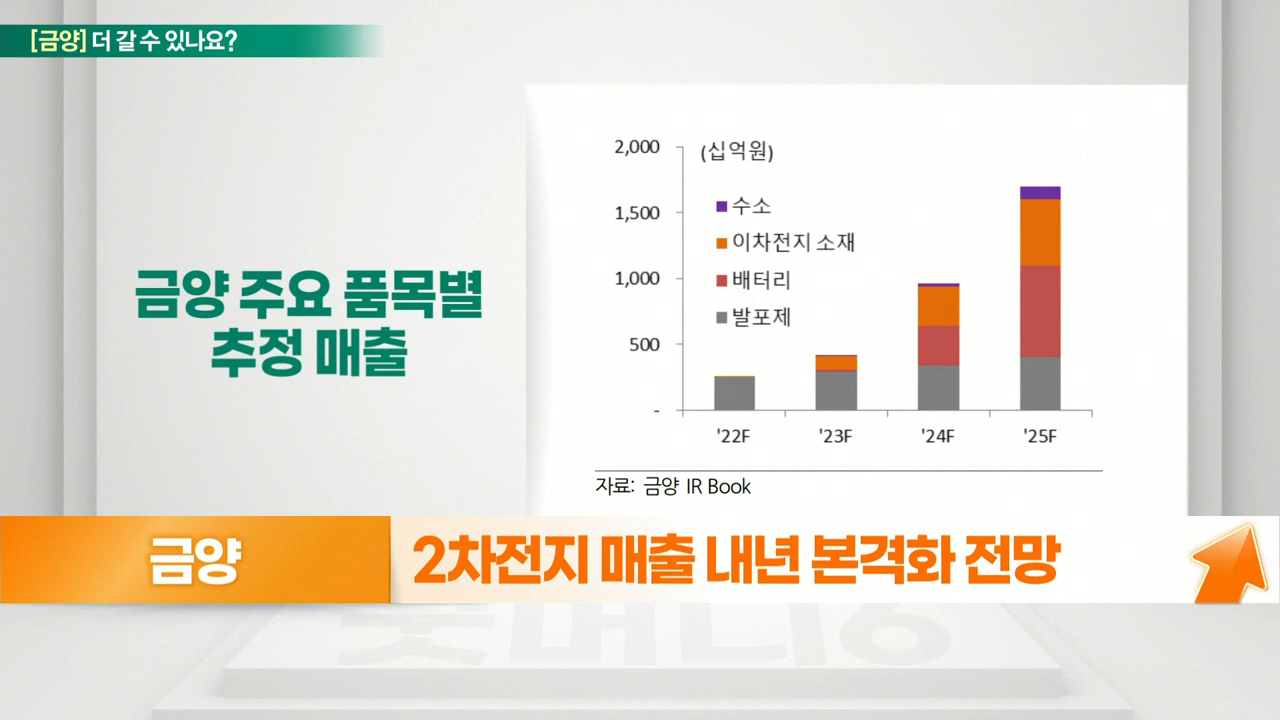 [금양] 더 갈 수 있나요?
금양 주요 품목별
추정 매출
(십억원)
2,000
1,500
1,000
500
-
수소
이차전지 소재
배터리
발포제
'22F
'23F
'24F
'25F
자료: 금양 IR Book
금양
2차전지 매출 내년 본격화 전망
머니6